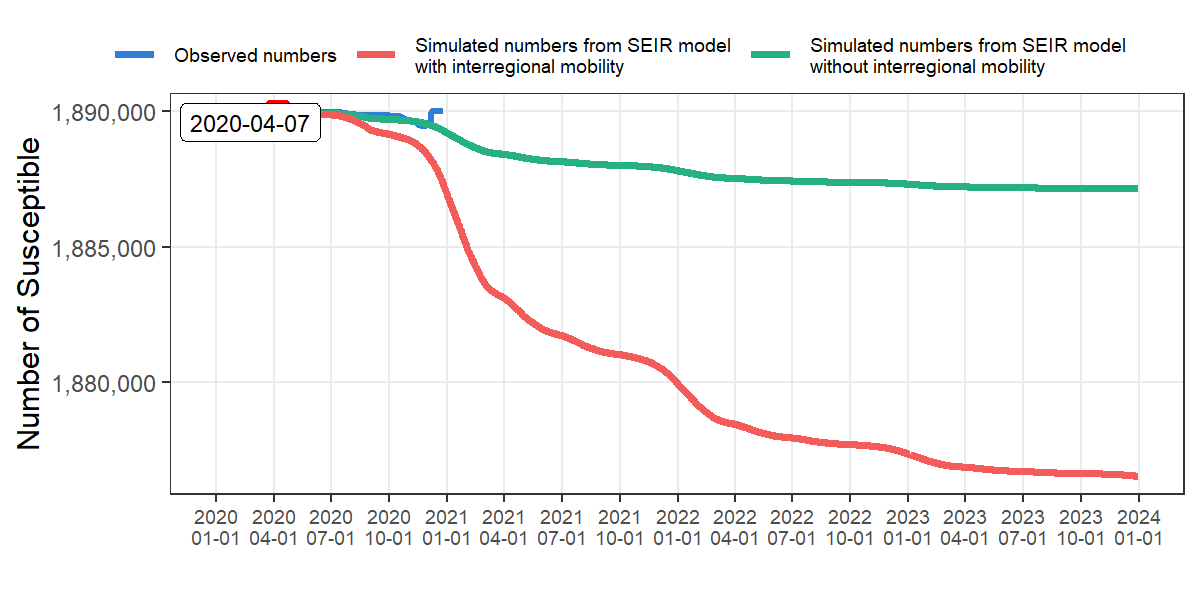 Observed numbers
Simulated numbers from SEIR model
with interregional mobility
Simulated numbers from SEIR model
without interregional mobility
Number of Susceptible
1,890,000
1,885,000
1,880,000
2020-04-07
2020 2020 2020 2020 2021 2021 2021 2021 2022 2022 2022 2022 2023 2023 2023 2023 2024
01-01 04-01 07-01 10-01 01-01 04-01 07-01 10-01 01-01 04-01 07-01 10-01 01-01 04-01 07-01 10-01 01-01